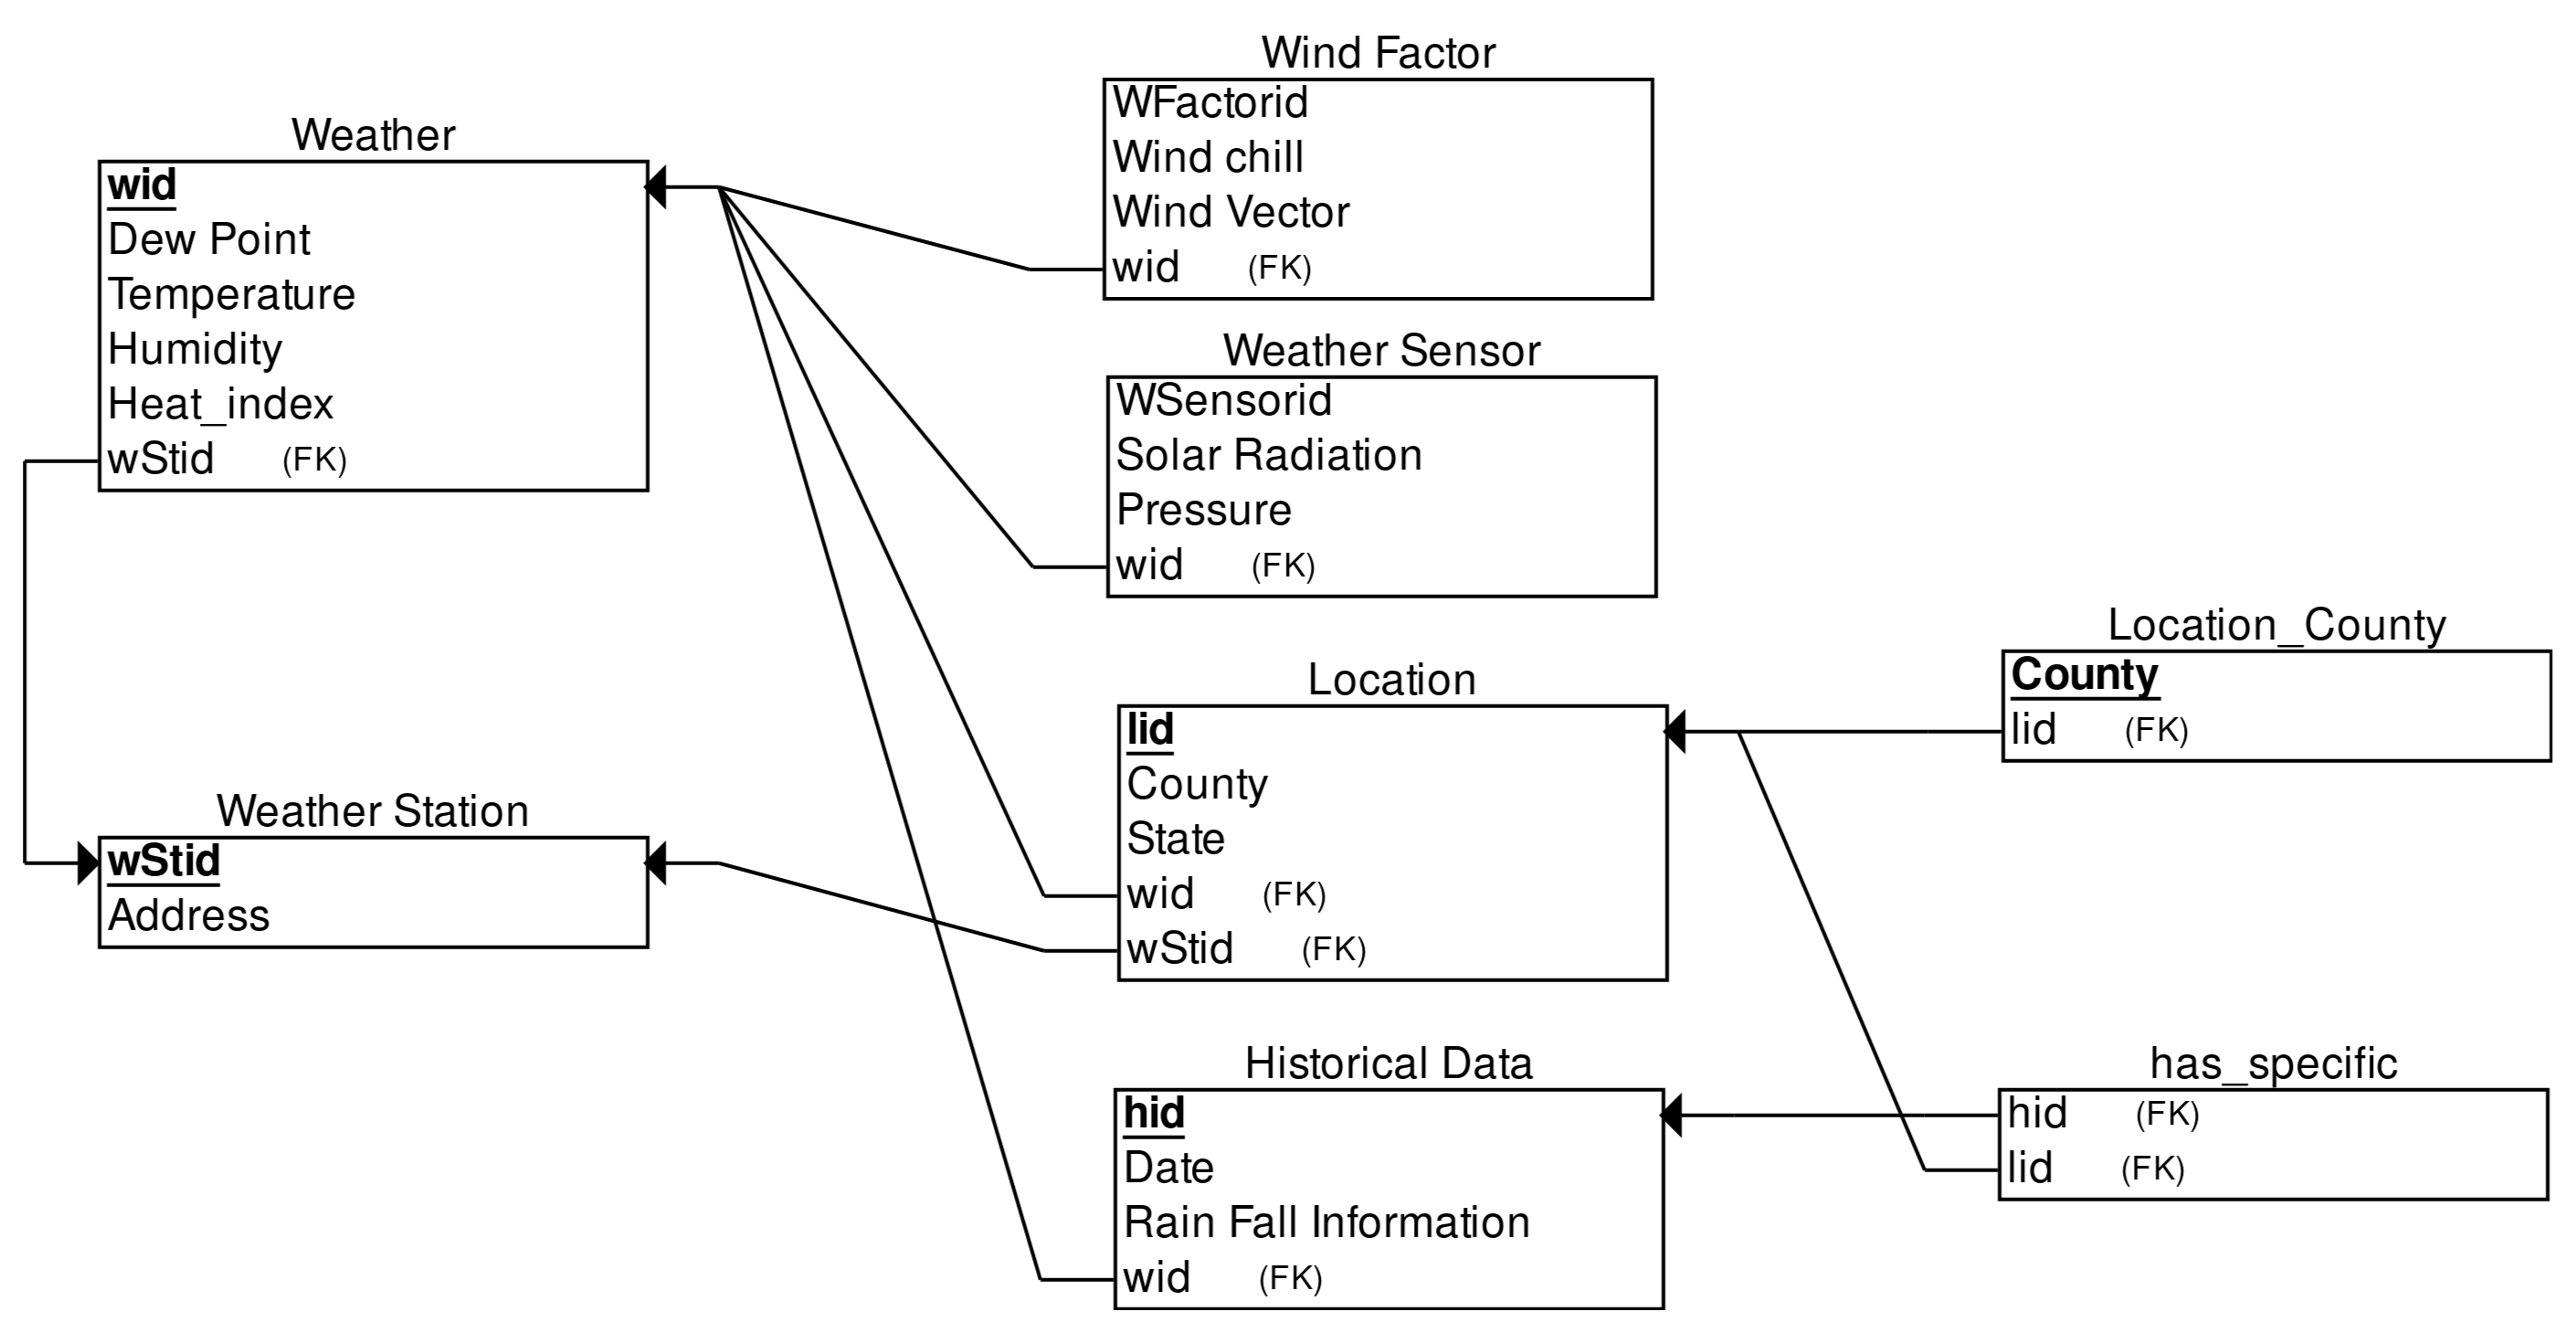 Weather
wid
Dew Point
Temperature
Humidity
Heat_index
wStid (FK)
Weather Station
wStid
Address
Wind Factor
WFactorid
Wind chill
Wind Vector
wid (FK)
Weather Sensor
WSensorid
Solar Radiation
Pressure
wid (FK)
Location
lid
County
State
wid (FK)
wStid (FK)
Historical Data
hid
Date
Rain Fall Information
wid (FK)
Location_County
County
lid (FK)
has_specific
hid (FK)
lid (FK)